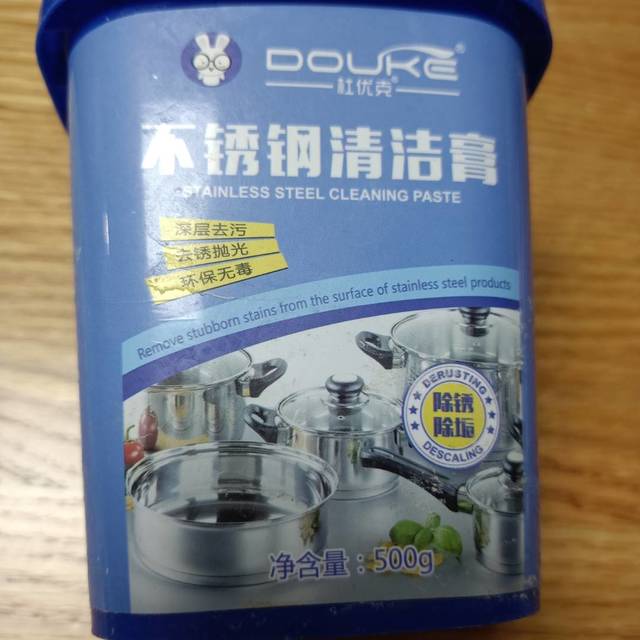 DOUKE®
杜优克®
不锈钢清洁膏
STAINLESS STEEL CLEANING PASTE
深层去污
去锈抛光
环保无毒
Remove stubborn stains from the surface of stainless steel products
DERUSTING
除锈
除垢
DESCALING
净含量：500g